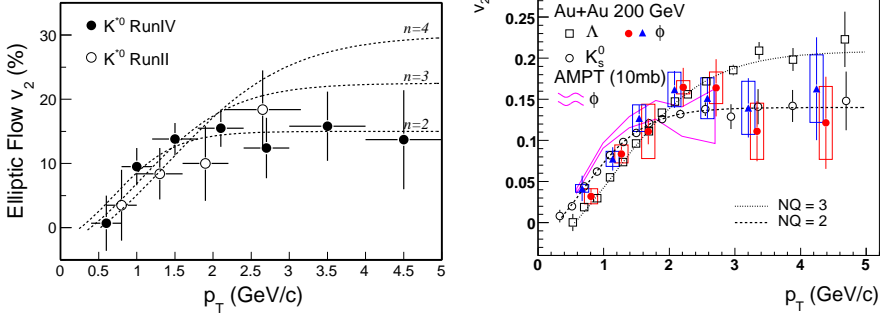 K*0 RunIV
K*0 RunII
n=4
n=3
n=2
Elliptic Flow v2 (%)
30
20
10
0
0 0.5 1 1.5 2 2.5 3 3.5 4 4.5 5
pT (GeV/c)
v2
Au+Au 200 GeV
Λ ϕ
K0s
AMPT (10mb)
ϕ
0.25
0.2
0.15
0.1
0.05
0
NQ = 3
NQ = 2
0 1 2 3 4 5
pT (GeV/c)